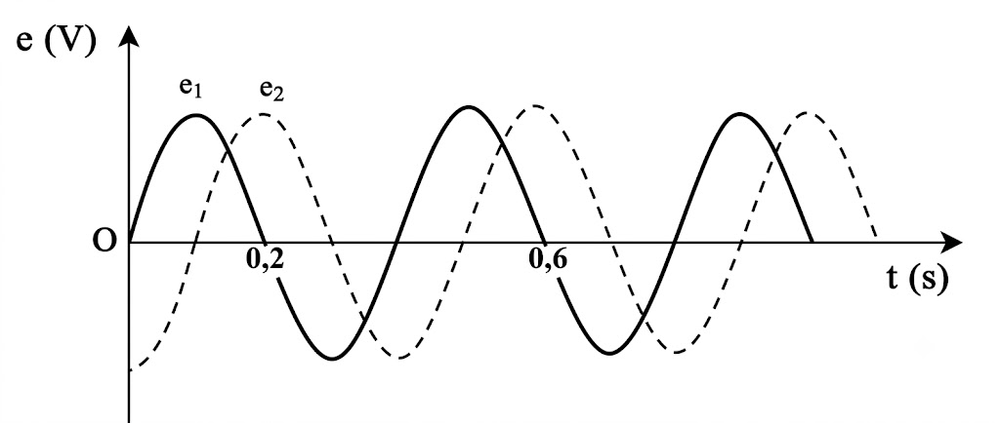 e (V)
e₁
e₂
O
0,2
0,6
t (s)